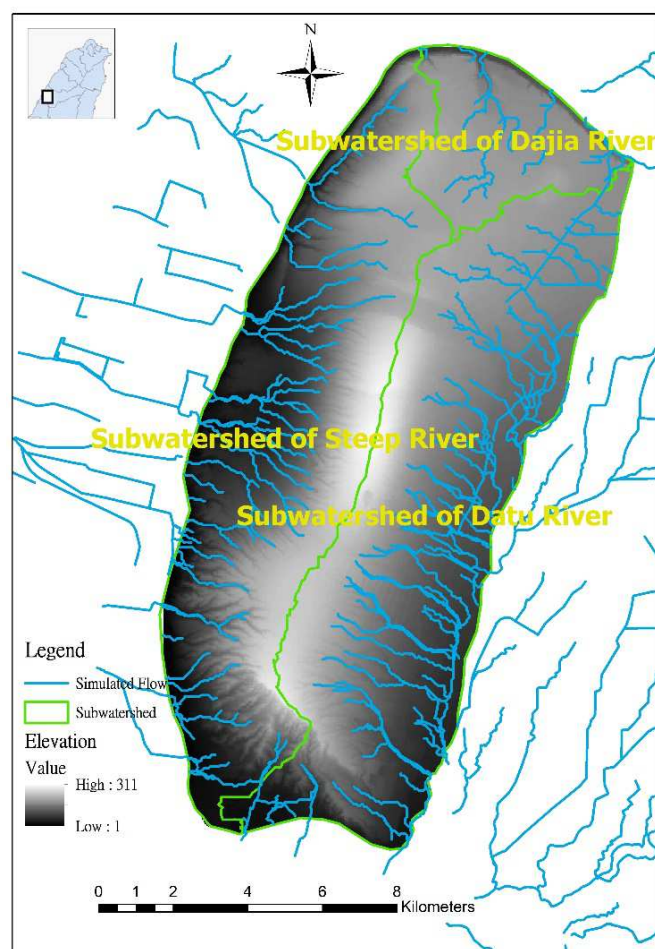 N
Subwatershed of Dajia River
Subwatershed of Steep River
Subwatershed of Datu River
Legend
Simulated Flow
Subwatershed
Elevation
Value
High : 311
Low : 1
0 1 2 4 6 8
Kilometers